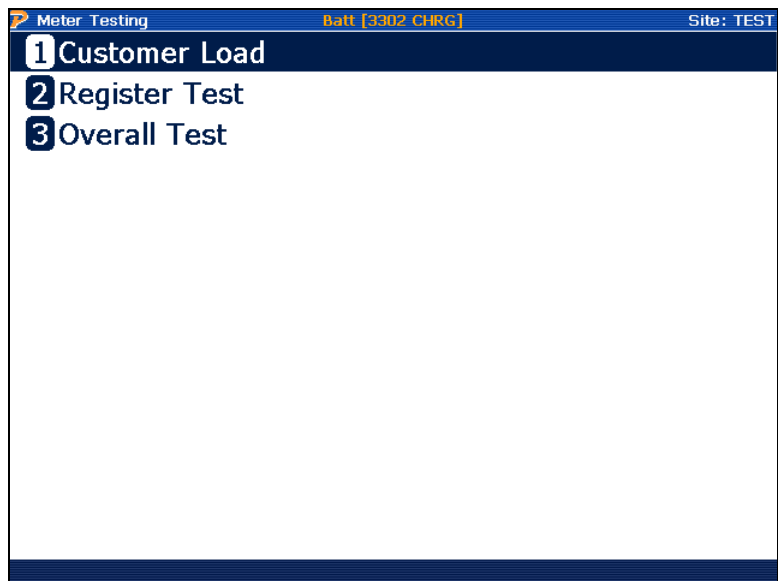 Meter Testing Batt [3302 CHRG] Site: TEST
1 Customer Load
2 Register Test
3 Overall Test